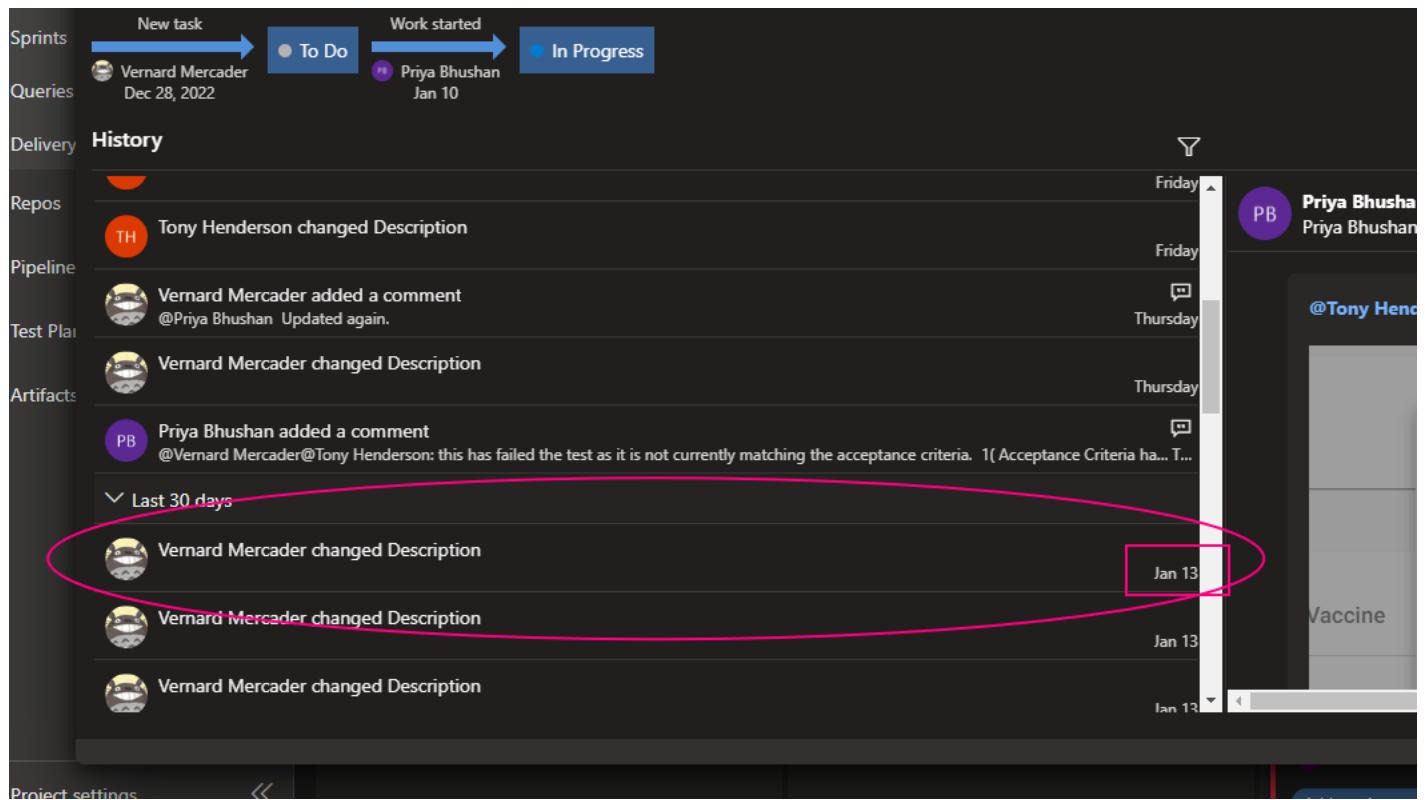 New task
Work started
Sprints
To Do
In Progress
Vernard Mercader
PB
Priya Bhushan
Queries
Dec 28, 2022
Jan 10
Delivery
History
Friday
Repos
Priya Bhusha
PB
TH
Tony Henderson changed Description
Priya Bhushan
Friday
Pipeline
Vernard Mercader added a comment
@Priya Bhushan Updated again.
Thursday
@Tony Hend
Test Plan
Vernard Mercader changed Description
Thursday
Artifacts
PB
Priya Bhushan added a comment
@Vernard Mercader@Tony Henderson: this has failed the test as it is not currently matching the acceptance criteria. 1( Acceptance Criteria ha... T...
Last 30 days
Vernard Mercader changed Description
Jan 13
Vernard Mercader changed Description
Vaccine
Jan 13
Vernard Mercader changed Description
Jan 13
Project settings